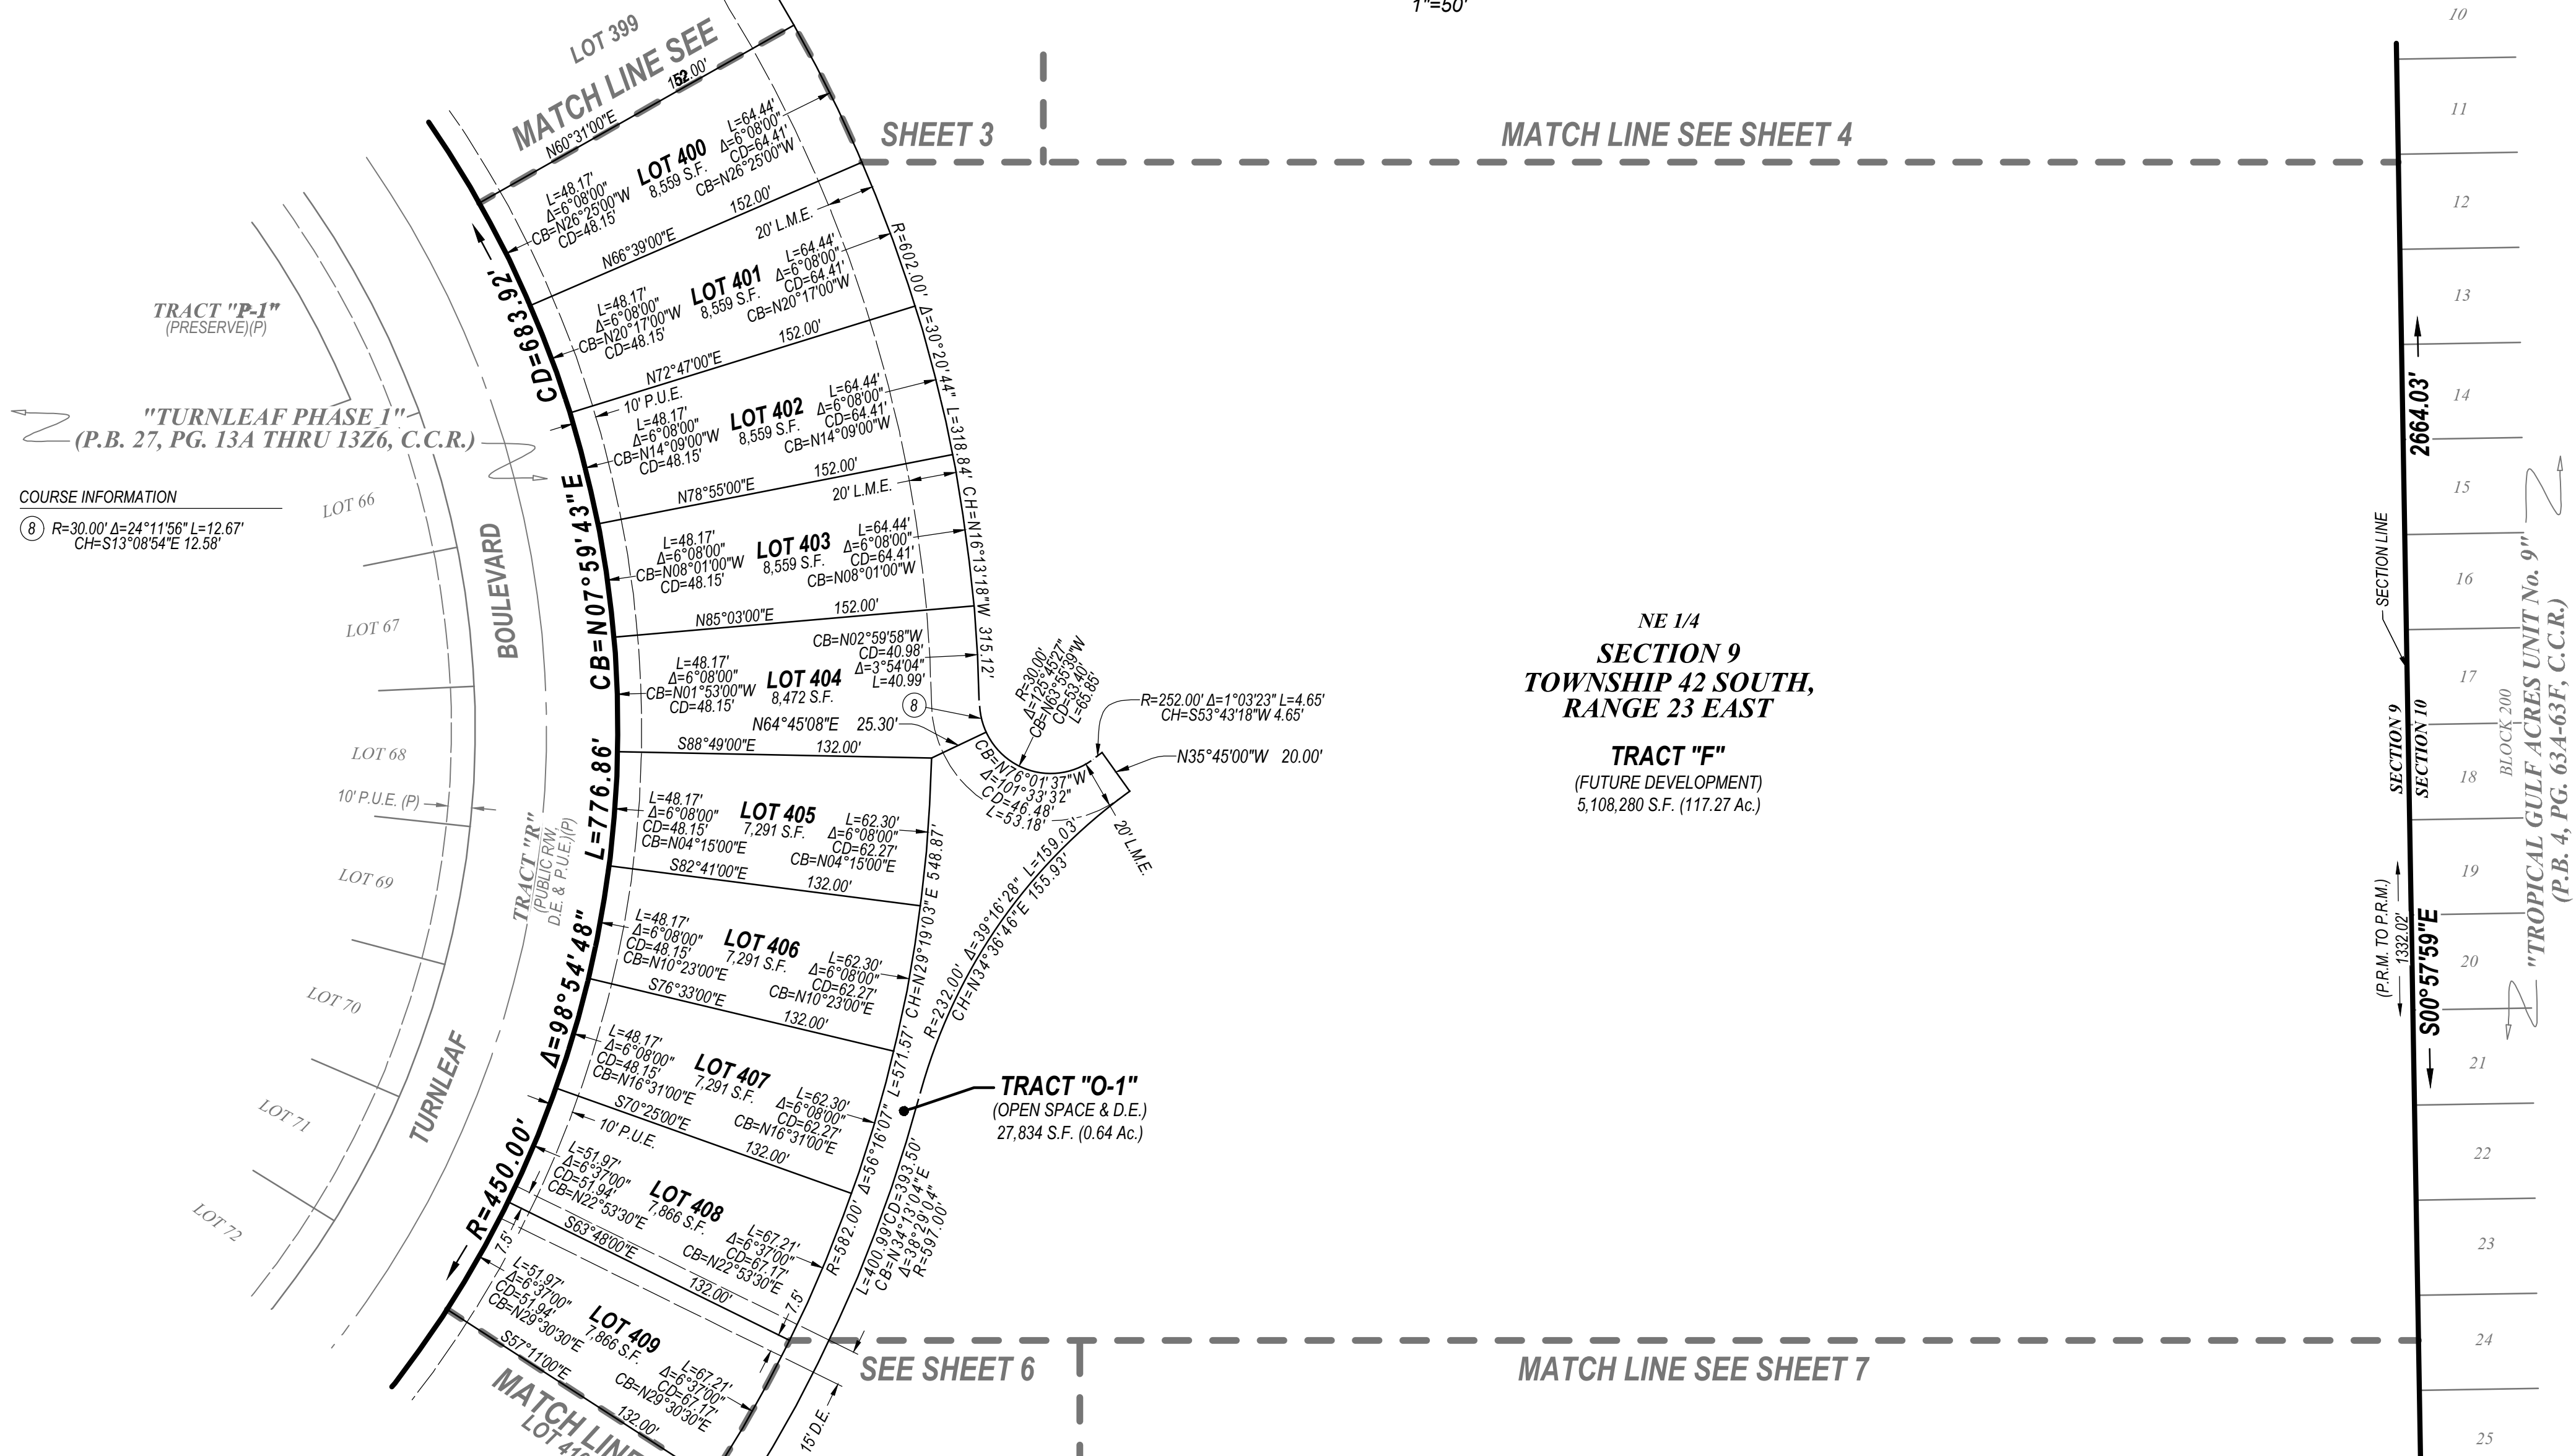 1"=50'
LOT 399
MATCH LINE SEE
N60°31'00"E
SHEET 3
MATCH LINE SEE SHEET 4
L=48.17'
Δ=6°08'00"
CB=N26°25'00"W
CD=48.15'
LOT 400
8,559 S.F.
L=64.44'
Δ=6°08'00"
CD=64.41'
CB=N26°25'00"W
N66°39'00"E
152.00'
20' L.M.E.
L=48.17'
Δ=6°08'00"
CB=N20°17'00"W
CD=48.15'
LOT 401
8,559 S.F.
L=64.44'
Δ=6°08'00"
CD=64.41'
CB=N20°17'00"W
N72°47'00"E
152.00'
10' P.U.E.
L=48.17'
Δ=6°08'00"
CB=N14°09'00"W
CD=48.15'
LOT 402
8,559 S.F.
L=64.44'
Δ=6°08'00"
CD=64.41'
CB=N14°09'00"W
N78°55'00"E
152.00'
20' L.M.E.
L=48.17'
Δ=6°08'00"
CB=N08°01'00"W
CD=48.15'
LOT 403
8,559 S.F.
L=64.44'
Δ=6°08'00"
CD=64.41'
CB=N08°01'00"W
N85°03'00"E
152.00'
L=48.17'
Δ=6°08'00"
CB=N01°53'00"W
CD=48.15'
LOT 404
8,472 S.F.
CB=N02°59'58"W
CD=40.98'
Δ=3°54'04"
L=40.99'
N64°45'08"E 25.30'
S88°49'00"E
132.00'
8
R=602.00' Δ=30°20'44" L=318.84' CH=N16°13'18"W 315.12'
R=30.00'
Δ=125°45'27"
CB=N63°55'39"W
CD=53.40'
L=65.85'
R=252.00' Δ=1°03'23" L=4.65'
CH=S53°43'18"W 4.65'
N35°45'00"W 20.00'
CB=N76°01'37"W
Δ=101°33'32"
CD=46.48'
L=53.18'
20' L.M.E.
L=48.17'
Δ=6°08'00"
CD=48.15'
CB=N04°15'00"E
LOT 405
7,291 S.F.
L=62.30'
Δ=6°08'00"
CD=62.27'
CB=N04°15'00"E
S82°41'00"E
132.00'
L=48.17'
Δ=6°08'00"
CD=48.15'
CB=N10°23'00"E
LOT 406
7,291 S.F.
L=62.30'
Δ=6°08'00"
CD=62.27'
CB=N10°23'00"E
S76°33'00"E
132.00'
L=48.17'
Δ=6°08'00"
CD=48.15'
CB=N16°31'00"E
LOT 407
7,291 S.F.
L=62.30'
Δ=6°08'00"
CD=62.27'
CB=N16°31'00"E
S70°25'00"E
132.00'
10' P.U.E.
L=51.97'
Δ=6°37'00"
CD=51.94'
CB=N22°53'30"E
LOT 408
7,866 S.F.
L=67.21'
Δ=6°37'00"
CD=67.17'
CB=N22°53'30"E
S63°48'00"E
132.00'
7.5'
7.5'
L=51.97'
Δ=6°37'00"
CD=51.94'
CB=N29°30'30"E
LOT 409
7,866 S.F.
L=67.21'
Δ=6°37'00"
CD=67.17'
CB=N29°30'30"E
S57°11'00"E
132.00'
MATCH LINE
15' D.E.
R=582.00' Δ=56°16'07" L=571.57' CH=N29°19'03"E 548.87'
R=232.00' Δ=39°16'28" L=159.03'
CH=N34°36'46"E 155.93'
L=400.99' CD=393.50'
CB=N34°13'04"E
Δ=38°29'04"
R=597.00'
TRACT "O-1"
(OPEN SPACE & D.E.)
27,834 S.F. (0.64 Ac.)
R=450.00' Δ=98°54'48" L=776.86' CB=N07°59'43"E CD=683.92'
TRACT "P-1"
(PRESERVE)(P)
"TURNLEAF PHASE 1"
(P.B. 27, PG. 13A THRU 13Z6, C.C.R.)
COURSE INFORMATION
8 R=30.00' Δ=24°11'56" L=12.67'
CH=S13°08'54"E 12.58'
LOT 66
LOT 67
LOT 68
10' P.U.E. (P)
LOT 69
LOT 70
LOT 71
LOT 72
TURNLEAF
BOULEVARD
TRACT "R"
(PUBLIC R/W,
D.E. & P.U.E.)(P)
NE 1/4
SECTION 9
TOWNSHIP 42 SOUTH,
RANGE 23 EAST
TRACT "F"
(FUTURE DEVELOPMENT)
5,108,280 S.F. (117.27 Ac.)
SEE SHEET 6
MATCH LINE SEE SHEET 7
SECTION LINE
SECTION 9
SECTION 10
(P.R.M. TO P.R.M.)
1332.02'
S00°57'59"E
2664.03'
BLOCK 200
"TROPICAL GULF ACRES UNIT No. 9"
(P.B. 4, PG. 63A-63F, C.C.R.)
10
11
12
13
14
15
16
17
18
19
20
21
22
23
24
25